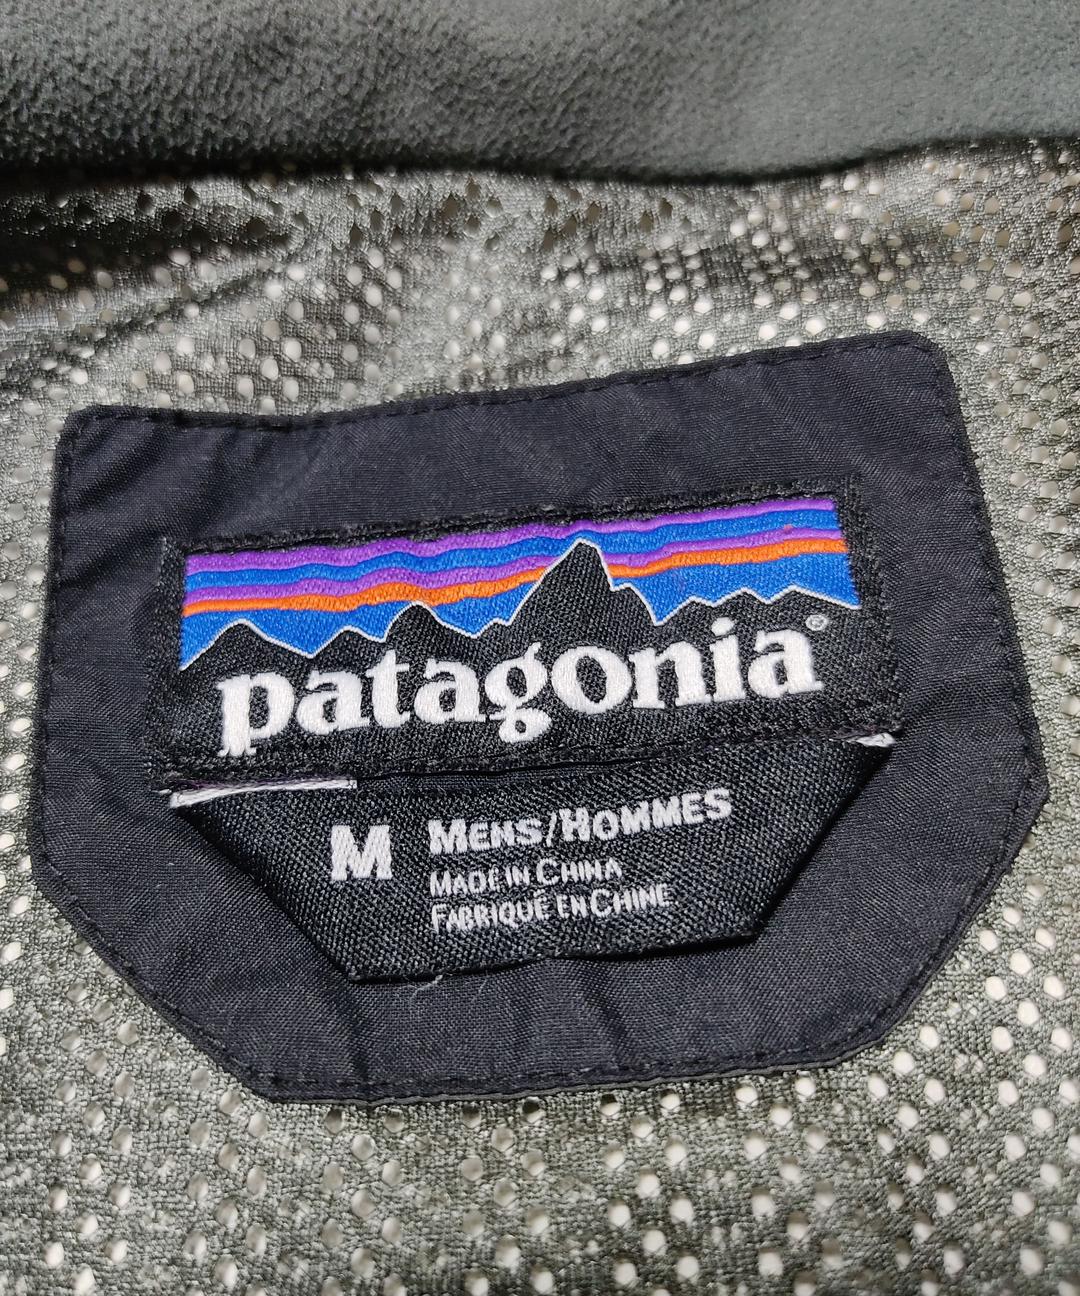 patagonia®
M
MENS/HOMMES
MADE IN CHINA
FABRIQUÉ EN CHINE